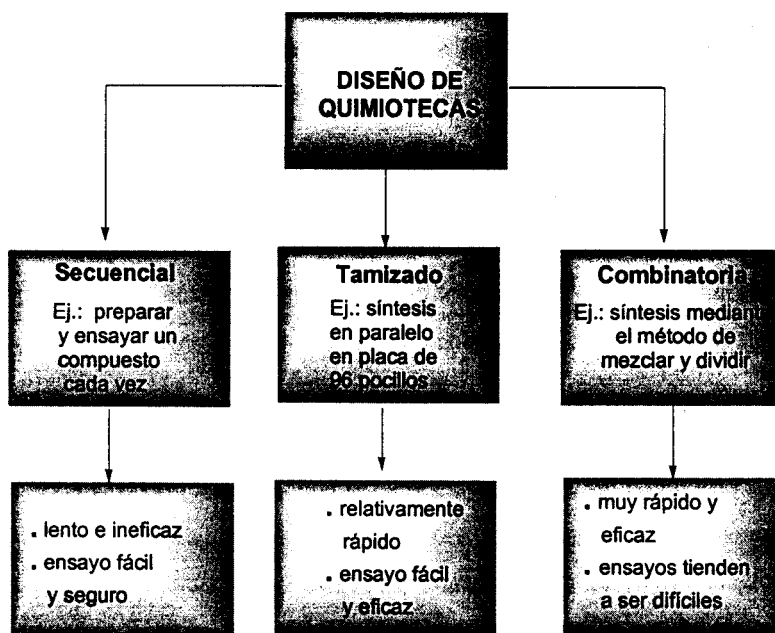 DISEÑO DE
QUIMIOTECAS
Secuencial
Ej.: preparar
y ensayar un
compuesto
cada vez
Tamizado
Ej.: síntesis
en paralelo
en placa de
96 pocillos
Combinatoria
Ej.: síntesis mediante
el método de
mezclar y dividir
. lento e ineficaz
. ensayo fácil
y seguro
. relativamente
rápido
. ensayo fácil
y eficaz
. muy rápido y
eficaz
. ensayos tienden
a ser difíciles